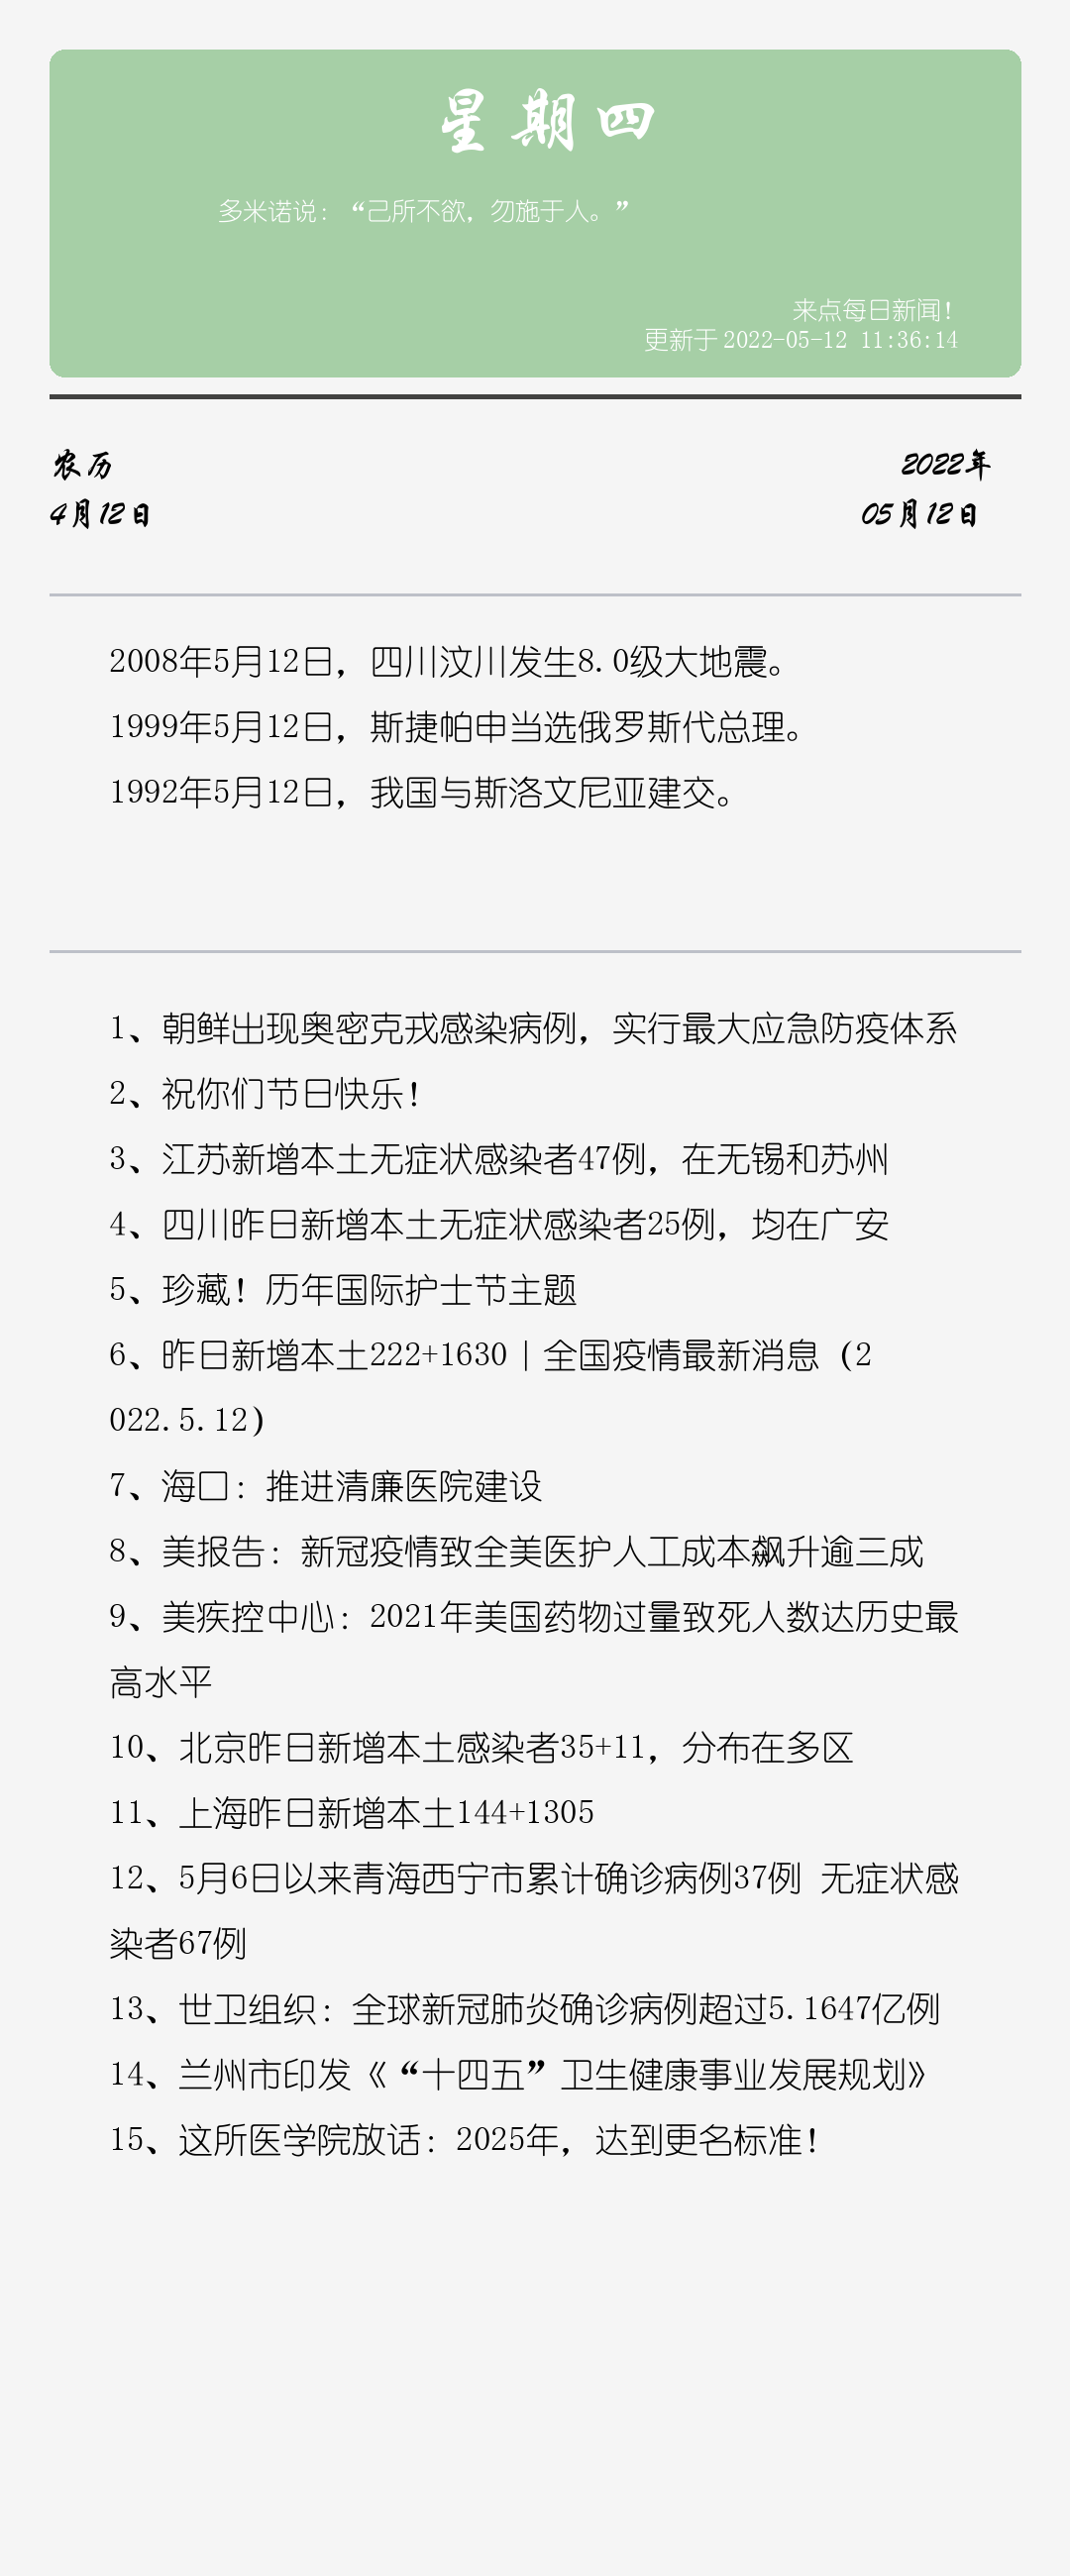 星期四
多米诺说：“己所不欲，勿施于人。”
来点每日新闻！
更新于2022-05-12 11:36:14
农历
2022年
4月12日
05月12日
2008年5月12日，四川汶川发生8.0级大地震。
1999年5月12日，斯捷帕申当选俄罗斯代总理。
1992年5月12日，我国与斯洛文尼亚建交。
1、朝鲜出现奥密克戎感染病例，实行最大应急防疫体系
2、祝你们节日快乐！
3、江苏新增本土无症状感染者47例，在无锡和苏州
4、四川昨日新增本土无症状感染者25例，均在广安
5、珍藏！历年国际护士节主题
6、昨日新增本土222+1630｜全国疫情最新消息（2
022.5.12）
7、海口：推进清廉医院建设
8、美报告：新冠疫情致全美医护人工成本飙升逾三成
9、美疾控中心：2021年美国药物过量致死人数达历史最
高水平
10、北京昨日新增本土感染者35+11，分布在多区
11、上海昨日新增本土144+1305
12、5月6日以来青海西宁市累计确诊病例37例 无症状感
染者67例
13、世卫组织：全球新冠肺炎确诊病例超过5.1647亿例
14、兰州市印发《“十四五”卫生健康事业发展规划》
15、这所医学院放话：2025年，达到更名标准！